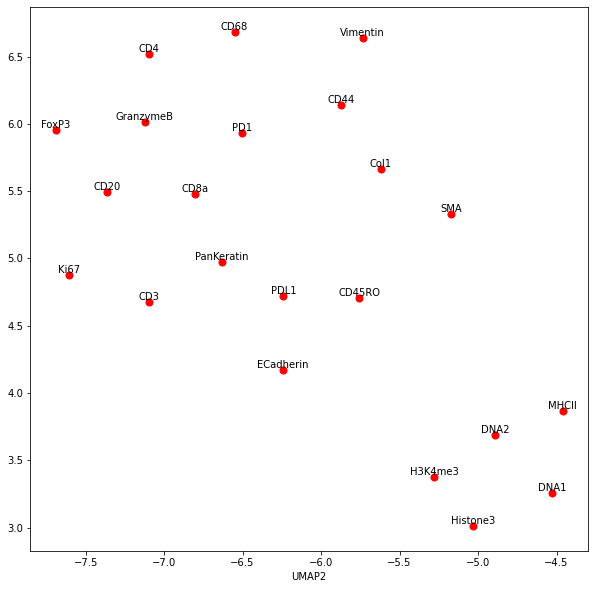 CD68
Vimentin
CD4
6.5
CD44
GranzymeB
FoxP3
PD1
6.0
Col1
CD20
CD8a
5.5
SMA
PanKeratin
5.0
Ki67
CD3
PDL1
CD45RO
4.5
ECadherin
4.0
MHCII
DNA2
3.5
H3K4me3
DNA1
Histone3
3.0
−7.5 −7.0 −6.5 −6.0 −5.5 −5.0 −4.5
UMAP2